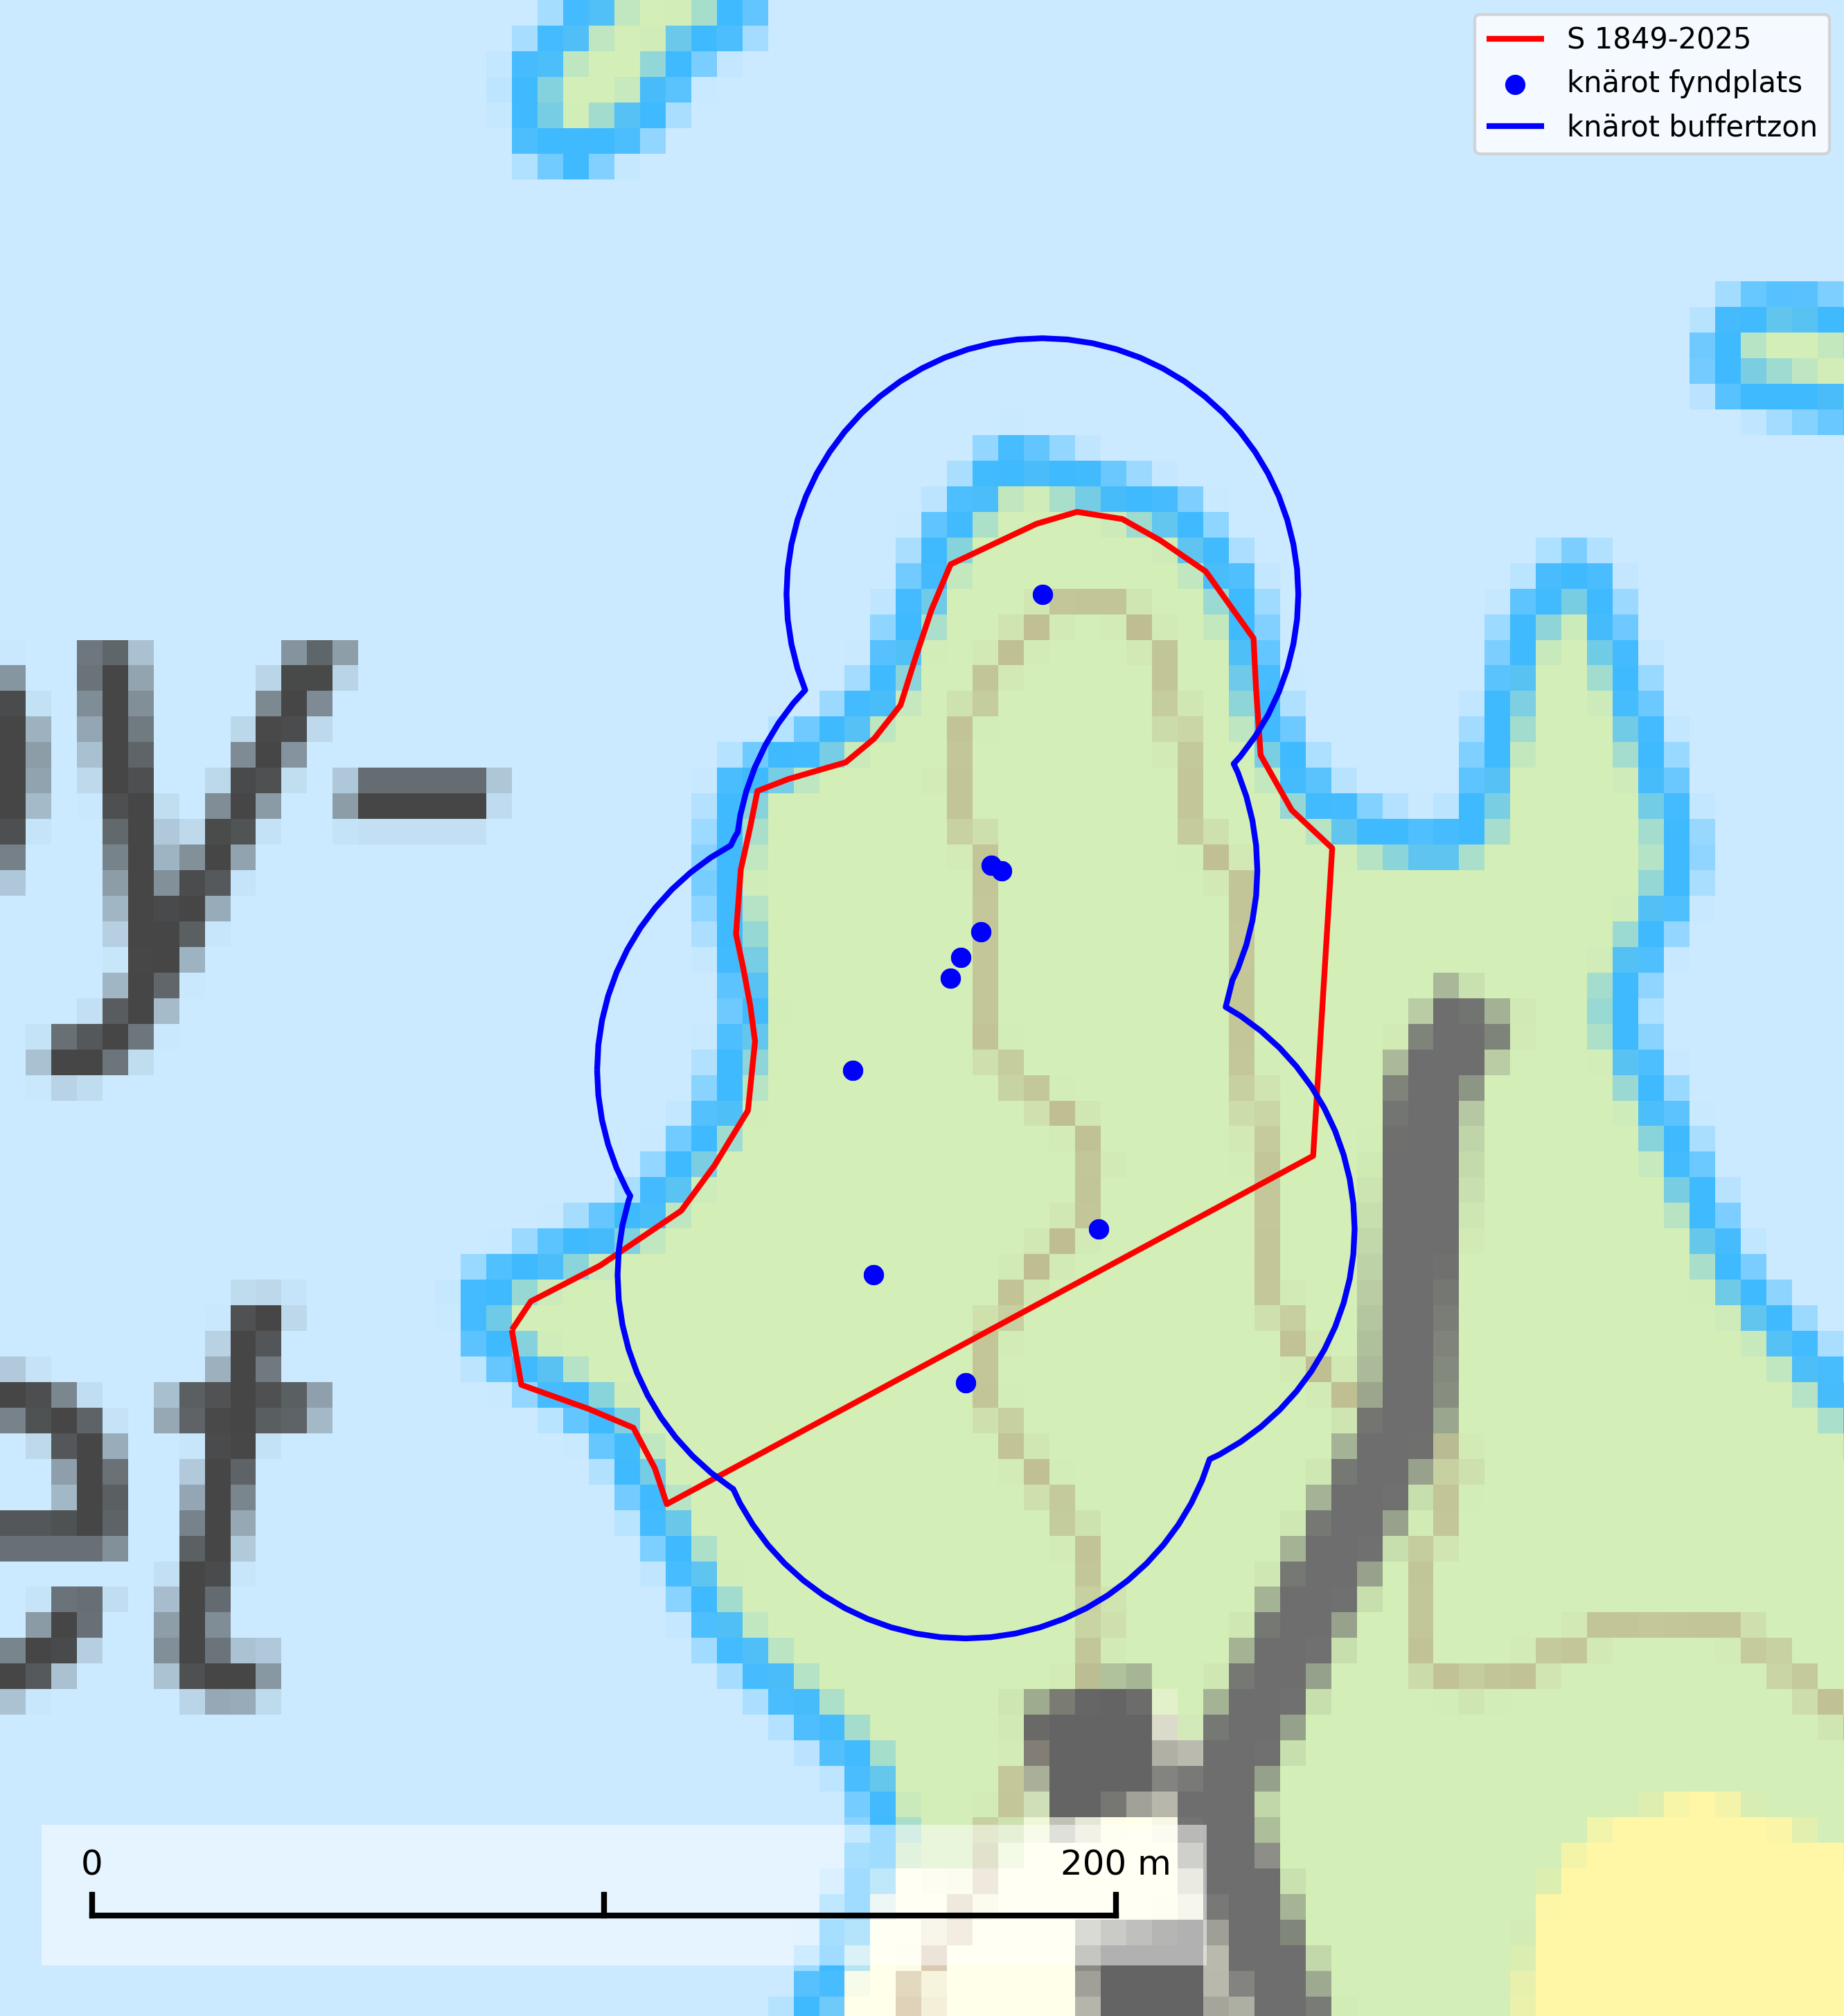 S 1849-2025
knärot fyndplats
knärot buffertzon
y-
0
200 m